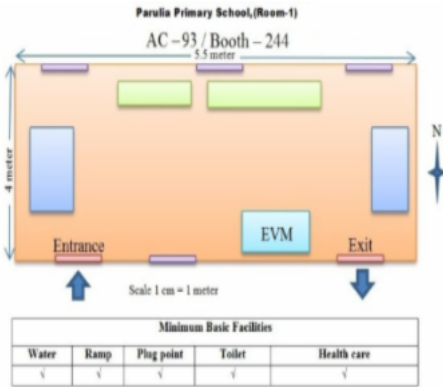 Parulia Primary School,(Room-1)
AC –93 / Booth – 244
5.5 meter
4 meter
N
EVM
Entrance
Exit
Scale 1 cm = 1 meter
Minimum Basic Facilities
Water Ramp Plug point Toilet Health care
√ √ √ √ √